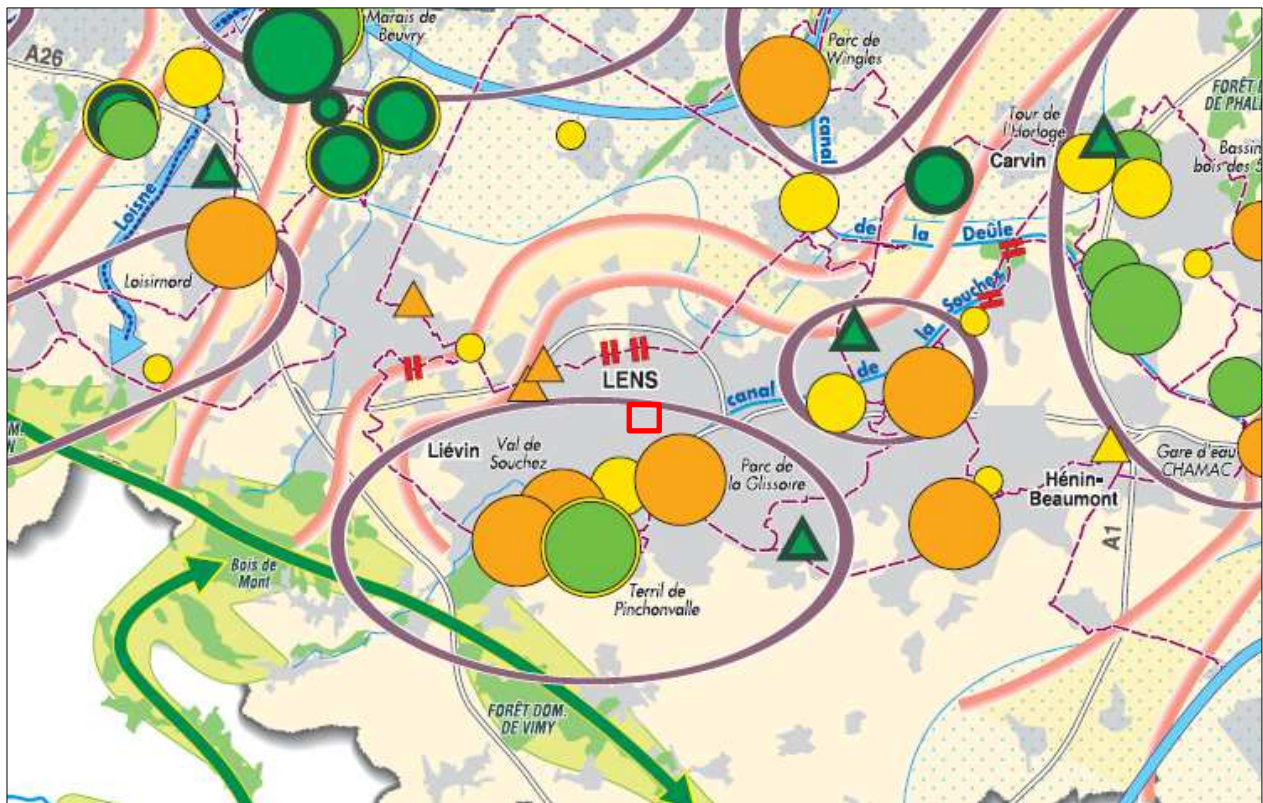 Marais de
Beuvry
A26
Parc de
Wingles
FORÊT D
DE PHAL
Tour de
l'Horloge
Carvin
canal
Bassin
bois des 5
Loisne
de la Deûle
Loisinord
Souchez
la
de
canal
LENS
Liévin
Val de
Souchez
Parc de
la Glissoire
Gare d'eau
CHAMAC
Hénin-
Beaumont
A1
M.
N
Bois de
Mont
Terril de
Pinchonvalle
FORÊT DOM.
DE VIMY